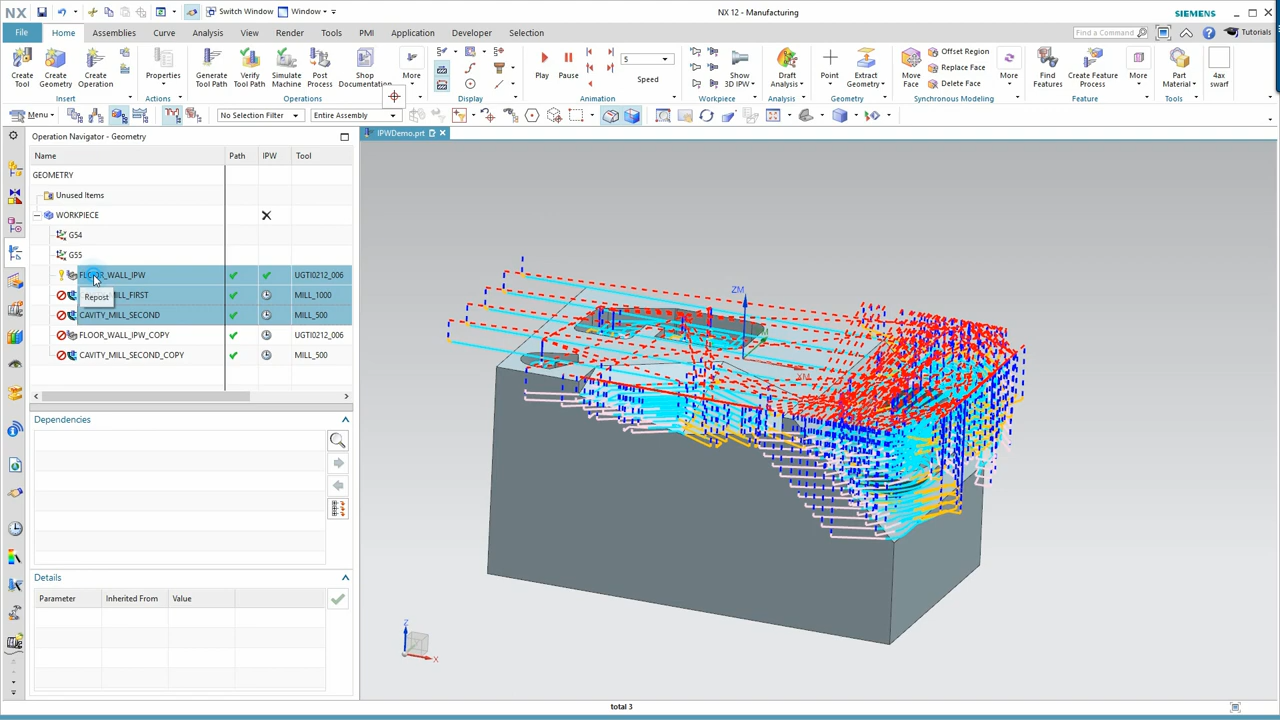 NX
Switch Window
Window
NX 12 - Manufacturing
SIEMENS
File
Home
Assemblies
Curve
Analysis
View
Render
Tools
PMI
Application
Developer
Selection
Find a Command
Tutorials
Create Tool
Create Geometry
Create Operation
Properties
Generate Tool Path
Verify Tool Path
Simulate Machine
Post Process
Shop Documentation
More
Play
Pause
5
Speed
Show 3D IPW
Draft Analysis
Point
Extract Geometry
Move Face
Offset Region
Replace Face
Delete Face
More
Find Features
Create Feature Process
More
Part Material
4ax swarf
Insert
Actions
Operations
Display
Animation
Workpiece
Analysis
Geometry
Synchronous Modeling
Feature
Tools
Menu
No Selection Filter
Entire Assembly
Operation Navigator - Geometry
IPWDemo.prt
Name Path IPW Tool
GEOMETRY
Unused Items
WORKPIECE
G54
G55
FLOOR_WALL_IPW UGTI0212_006
MILL_FIRST MILL_1000
Repost
CAVITY_MILL_SECOND MILL_500
FLOOR_WALL_IPW_COPY UGTI0212_006
CAVITY_MILL_SECOND_COPY MILL_500
ZM
XM
Dependencies
Details
Parameter Inherited From Value
Z
X
total 3